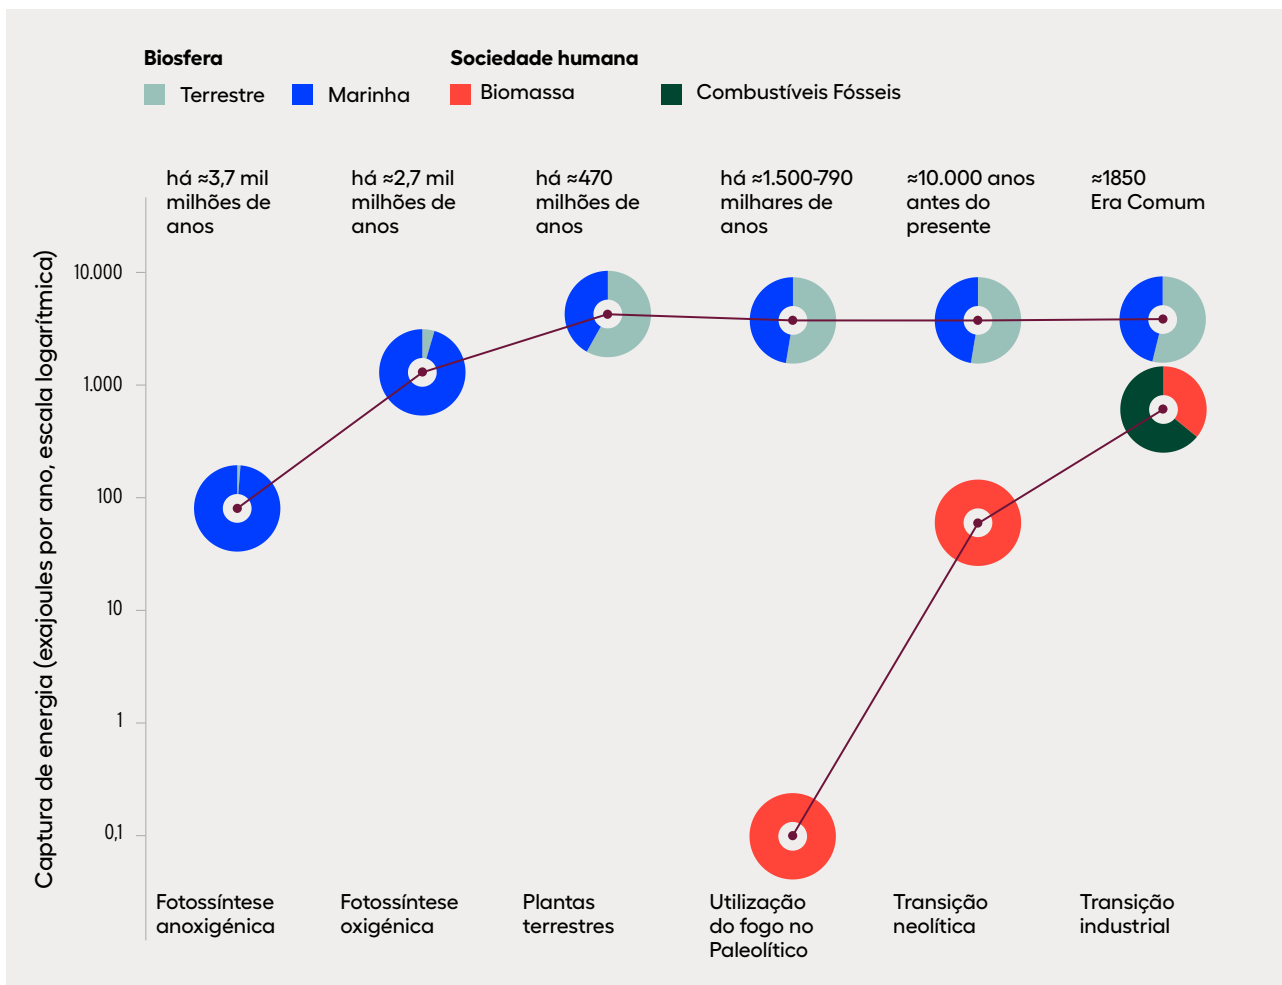 Biosfera
Sociedade humana
Terrestre
Marinha
Biomassa
Combustíveis Fósseis
há ≈3,7 mil
milhões de
anos
há ≈2,7 mil
milhões de
anos
há ≈470
milhões de
anos
há ≈1.500-790
milhares de
anos
≈10.000 anos
antes do
presente
≈1850
Era Comum
Captura de energia (exajoules por ano, escala logarítmica)
10.000
1.000
100
10
1
0,1
Fotossíntese
anoxigénica
Fotossíntese
oxigénica
Plantas
terrestres
Utilização
do fogo no
Paleolítico
Transição
neolítica
Transição
industrial